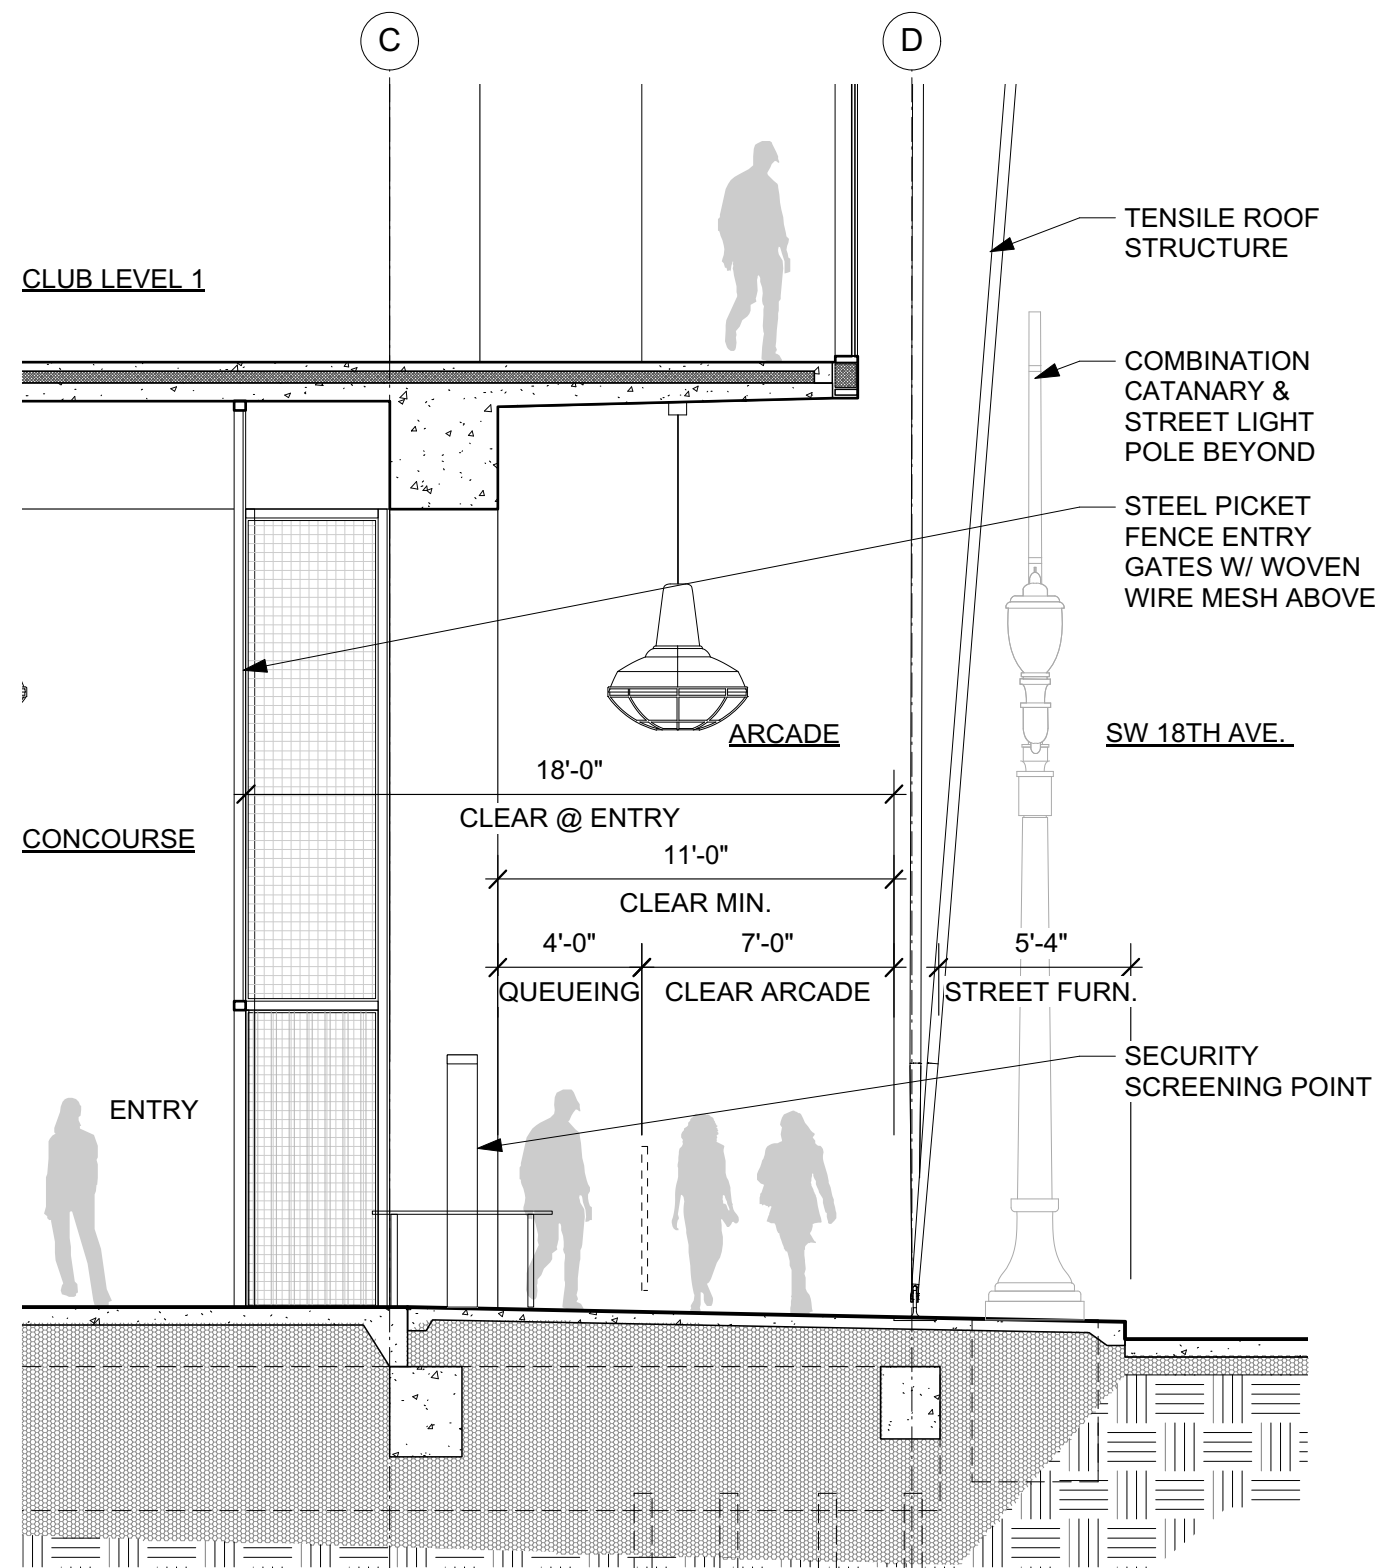 C
D
TENSILE ROOF
STRUCTURE
CLUB LEVEL 1
COMBINATION
CATANARY &
STREET LIGHT
POLE BEYOND
STEEL PICKET
FENCE ENTRY
GATES W/ WOVEN
WIRE MESH ABOVE
ARCADE
SW 18TH AVE.
18'-0"
CLEAR @ ENTRY
CONCOURSE
11'-0"
CLEAR MIN.
4'-0"
7'-0"
5'-4"
QUEUEING
CLEAR ARCADE
STREET FURN.
SECURITY
SCREENING POINT
ENTRY